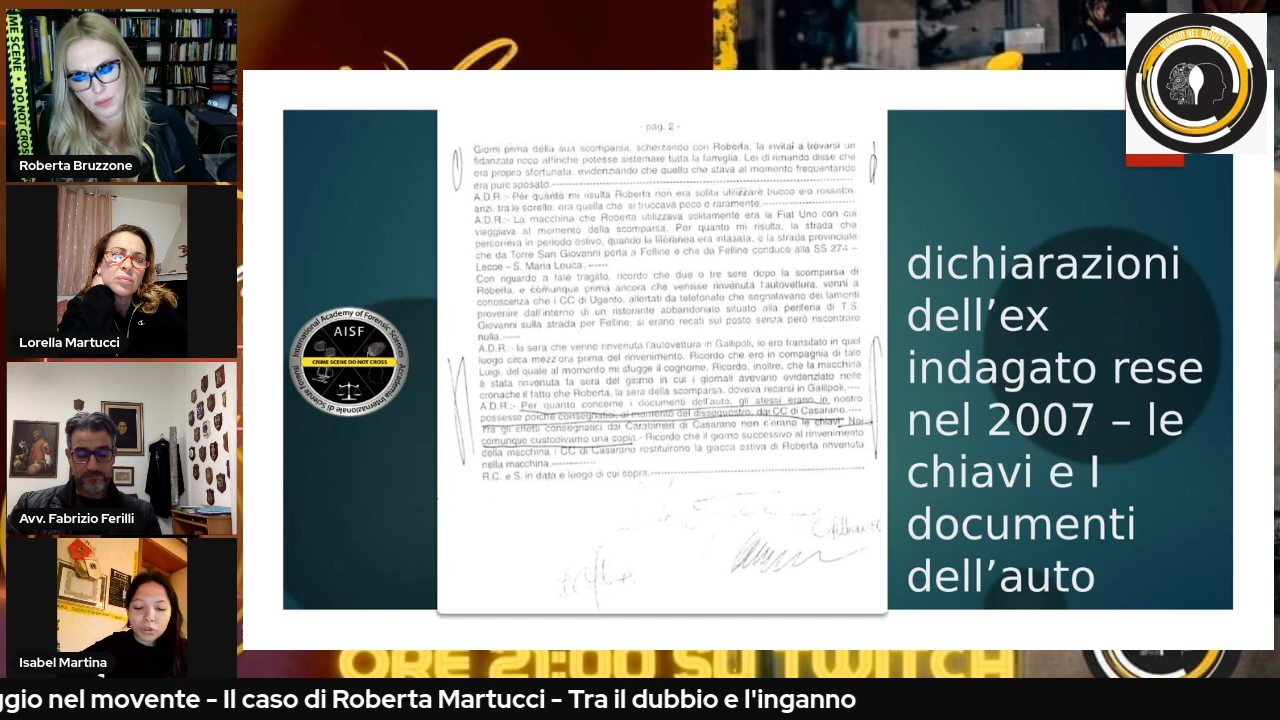 ME SCENE • DO NOT CROS
Roberta Bruzzone
Lorella Martucci
Avv. Fabrizio Ferilli
Isabel Martina
VIAGGIO NEL MOVENTE
AISF
CRIME SCENE DO NOT CROSS
International Academy of Forensic Sciences
Accademia Internazionale di Scienze Forensi
- pag. 2 -
Giorni prima della sua scomparsa, scherzando con Roberta, la invitai a trovarsi un
fidanzato ricco affinché potesse sistemare tutta la famiglia. Lei di rimando disse che
era proprio sfortunata, evidenziando che quello che stava al momento frequentando
era pure sposato.
A.D.R.:- Per quanto mi risulta Roberta non era solita utilizzare trucco e/o rossetto,
anzi, tra le sorelle, era quella che si truccava poco e raramente.
A.D.R.:- La macchina che Roberta utilizzava solitamente era la Fiat Uno con cui
viaggiava al momento della scomparsa. Per quanto mi risulta, la strada che
percorreva in periodo estivo, quando la litoranea era intasata, è la strada provinciale
che da Torre San Giovanni porta a Felline e che da Felline conduce alla SS 274 –
Lecce – S. Maria Leuca.
Con riguardo a tale tragitto, ricordo che due o tre sere dopo la scomparsa di
Roberta, e comunque prima ancora che venisse rinvenuta l'autovettura, venni a
conoscenza che i CC di Ugento, allertati da telefonate che segnalavano dei lamenti
provenire dall'interno di un ristorante abbandonato situato alla periferia di T.S.
Giovanni sulla strada per Felline, si erano recati sul posto senza però riscontrare
nulla.
A.D.R.:- la sera che venne rinvenuta l'autovettura in Gallipoli, io ero transitato in quel
luogo circa mezz'ora prima del rinvenimento. Ricordo che ero in compagnia di tale
Luigi, del quale al momento mi sfugge il cognome. Ricordo, inoltre, che la macchina
è stata rinvenuta la sera del giorno in cui i giornali avevano evidenziato nelle
cronache il fatto che Roberta, la sera della scomparsa, doveva recarsi in Gallipoli.
A.D.R.:- Per quanto concerne i documenti dell'auto, gli stessi erano in nostro
possesso poiché consegnatici, al momento del dissequestro, dai CC di Casarano.
Tra gli effetti consegnatici dai Carabinieri di Casarano non c'erano le chiavi. Noi
comunque custodivamo una copia.- Ricordo che il giorno successivo al rinvenimento
della macchina i CC di Casarano restituirono la giacca estiva di Roberta rinvenuta
nella macchina.
R.C. e S. in data e luogo di cui sopra.
dichiarazioni
dell’ex
indagato rese
nel 2007 – le
chiavi e I
documenti
dell’auto
ORE 21:00 SU TWITCH
ggio nel movente - Il caso di Roberta Martucci - Tra il dubbio e l'inganno